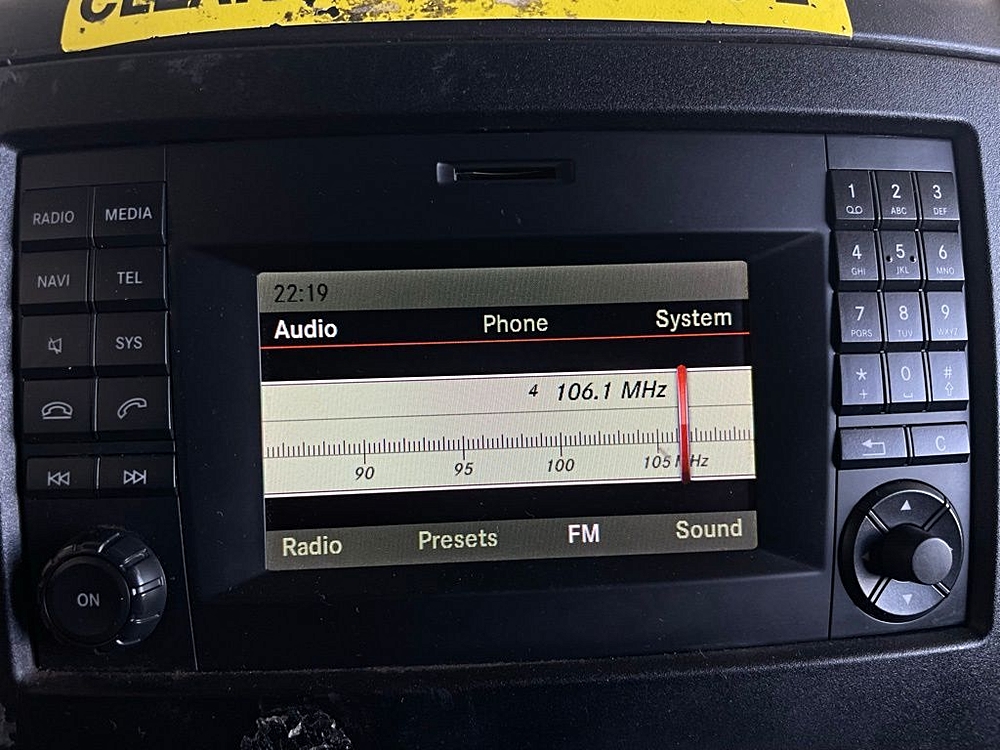 RADIO MEDIA
NAVI TEL
SYS
ON
22:19
Audio Phone System
4 106.1 MHz
90 95 100 105 MHz
Radio Presets FM Sound
1 2 ABC 3 DEF
4 GHI 5 JKL 6 MNO
7 PQRS 8 TUV 9 WXYZ
* + 0 #
C